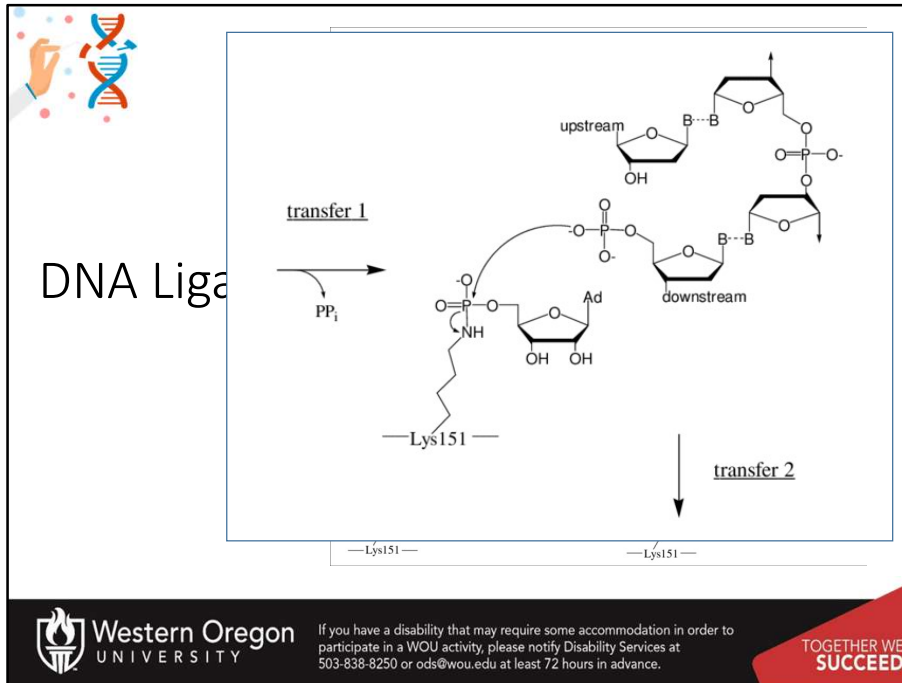 upstream
O
B---B
O
O
OH
O=P—O-
O
transfer 1
O
-O—P—O
O-
B---B
O
O
DNA Liga
downstream
-O
O=P—O
Ad
PPi
NH
O
OH OH
Lys151
transfer 2
Lys151
Lys151
Western Oregon
UNIVERSITY
If you have a disability that may require some accommodation in order to
participate in a WOU activity, please notify Disability Services at
503-838-8250 or ods@wou.edu at least 72 hours in advance.
TOGETHER WE
SUCCEED